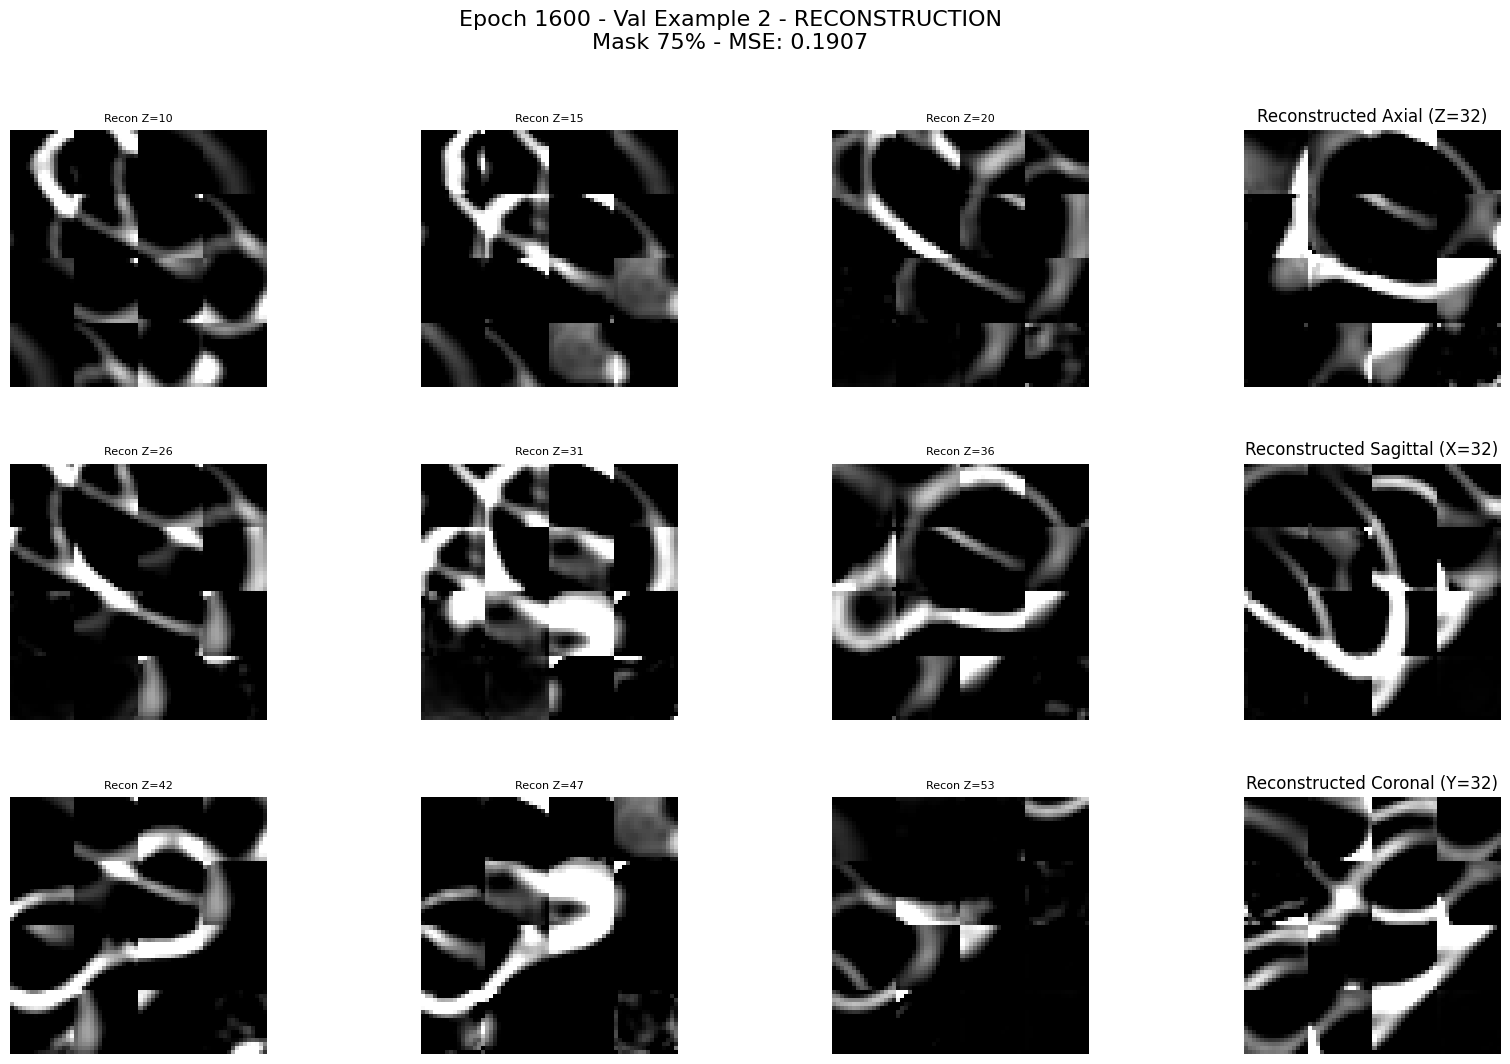 Epoch 1600 - Val Example 2 - RECONSTRUCTION
Mask 75% - MSE: 0.1907
Recon Z=10
Recon Z=15
Recon Z=20
Reconstructed Axial (Z=32)
Recon Z=26
Recon Z=31
Recon Z=36
Reconstructed Sagittal (X=32)
Recon Z=42
Recon Z=47
Recon Z=53
Reconstructed Coronal (Y=32)